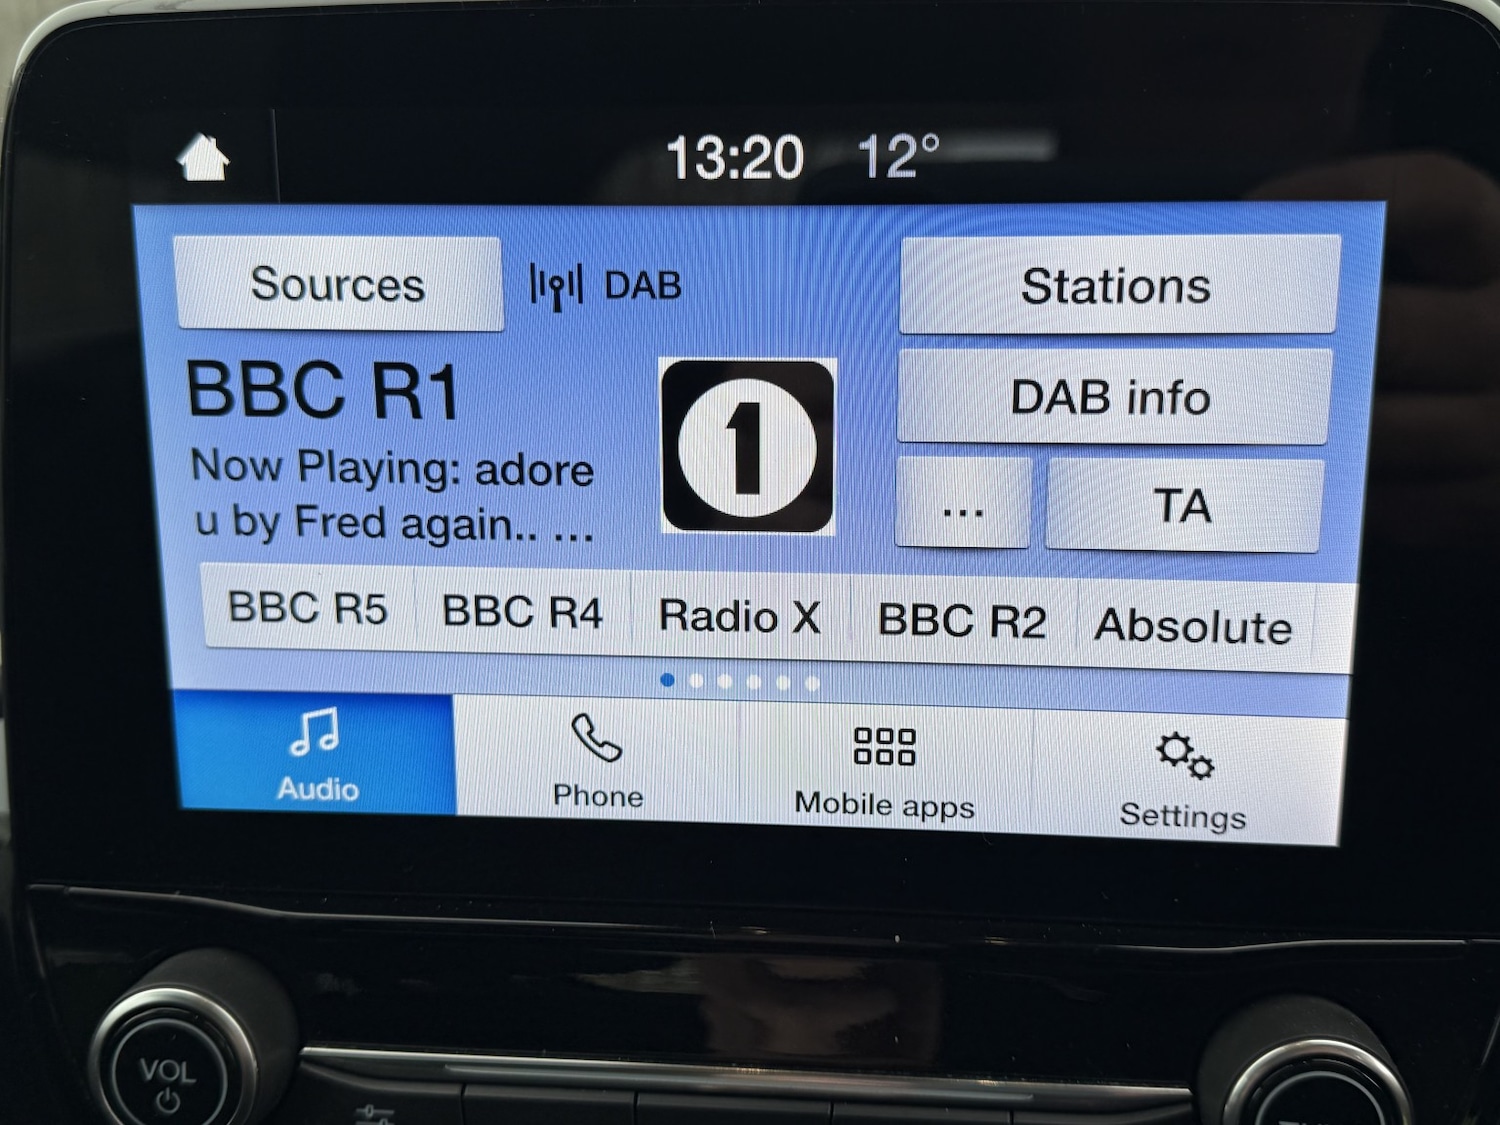 13:20 12°
Sources
DAB
Stations
BBC R1
1
DAB info
Now Playing: adore
u by Fred again.. ...
...
TA
BBC R5
BBC R4
Radio X
BBC R2
Absolute
Audio
Phone
Mobile apps
Settings
VOL